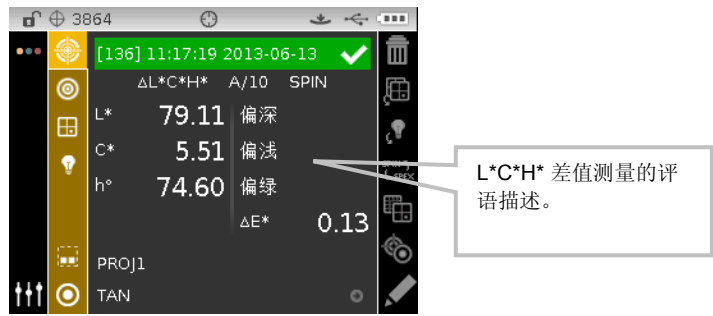 3864
[136] 11:17:19 2013-06-13
ΔL*C*H* A/10 SPIN
L* 79.11 偏深
C* 5.51 偏浅
h° 74.60 偏绿
ΔE* 0.13
PROJ1
TAN
SPEX
L*C*H* 差值测量的评
语描述。